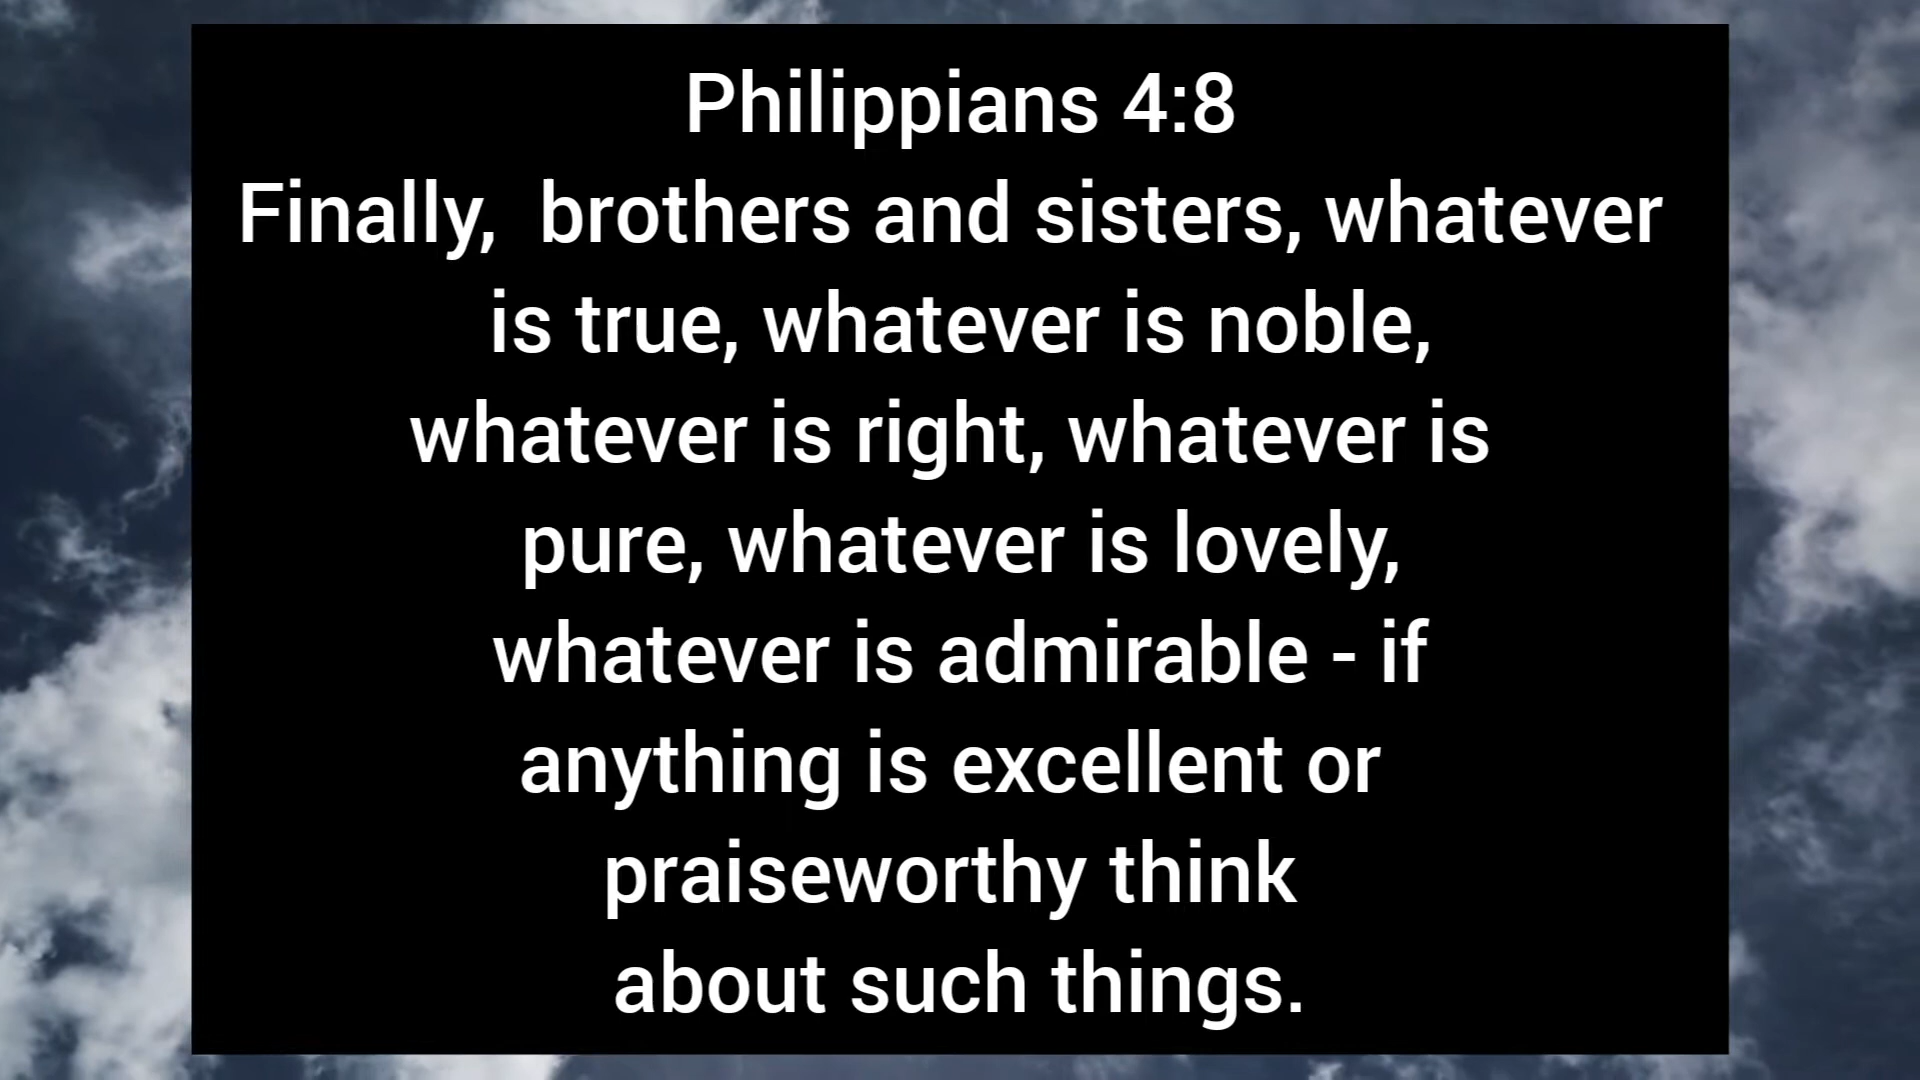 Philippians 4:8
Finally,  brothers and sisters, whatever
is true, whatever is noble,
whatever is right, whatever is
pure, whatever is lovely,
whatever is admirable - if
anything is excellent or
praiseworthy think
about such things.